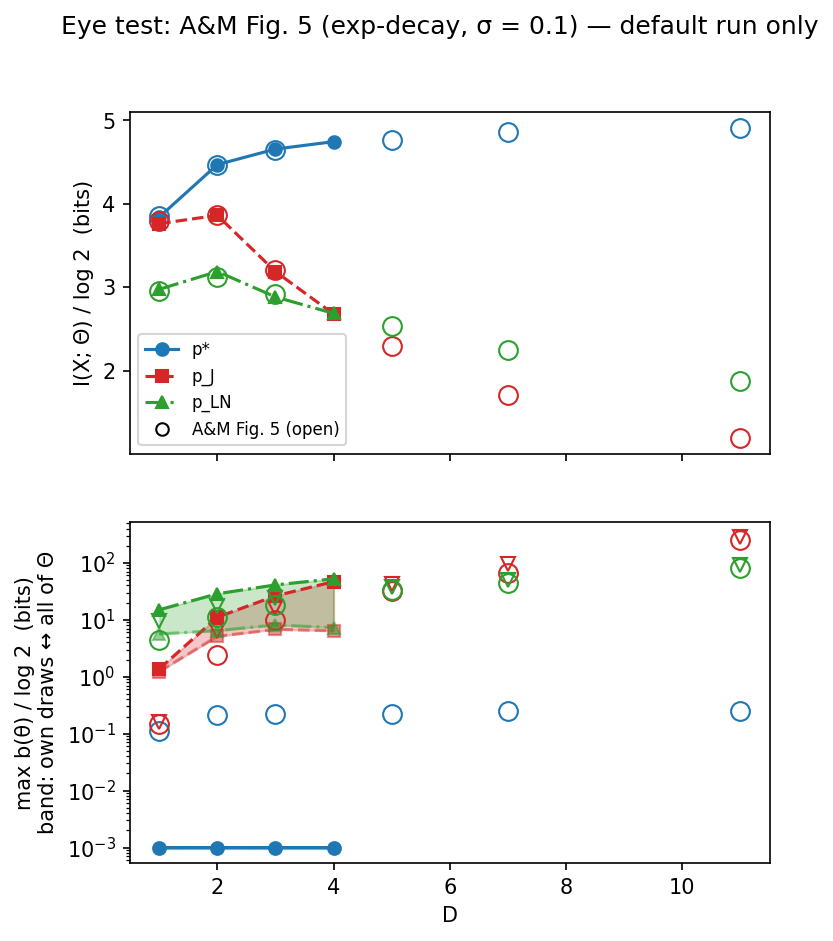 Eye test: A&M Fig. 5 (exp-decay, σ = 0.1) — default run only
I(X; Θ) / log 2  (bits)
5
4
3
2
p*
p_J
p_LN
A&M Fig. 5 (open)
max b(θ) / log 2  (bits)
band: own draws ↔ all of Θ
10²
10¹
10⁰
10⁻¹
10⁻²
10⁻³
2
4
6
8
10
D